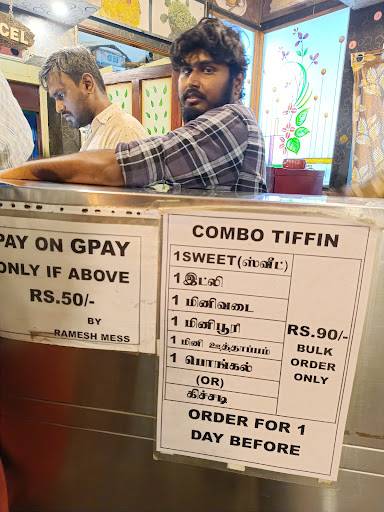 CEL
PAY ON GPAY
ONLY IF ABOVE
RS.50/-
BY
RAMESH MESS
COMBO TIFFIN
1SWEET(ஸ்வீட்)
1 இட்லி
1 மினிவடை
1 மினிபூரி
1 மினி ஊத்தாப்பம்
1 பொங்கல்
(OR)
கிச்சடி
RS.90/-
BULK
ORDER
ONLY
ORDER FOR 1
DAY BEFORE